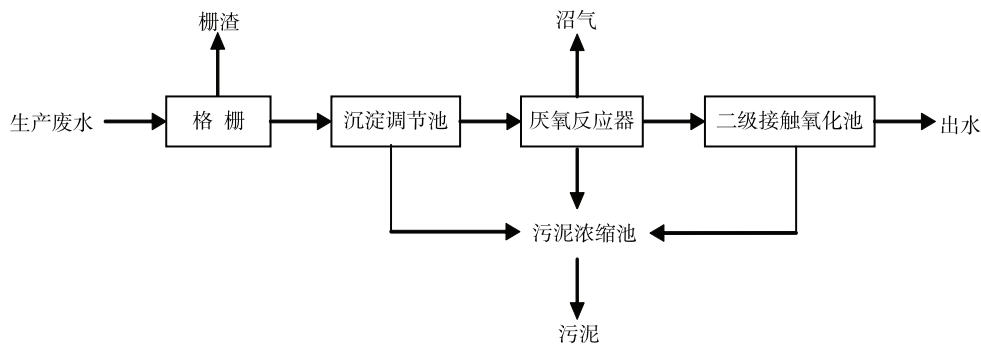 栅渣
沼气
生产废水
格 栅
沉淀调节池
厌氧反应器
二级接触氧化池
出水
污泥浓缩池
污泥